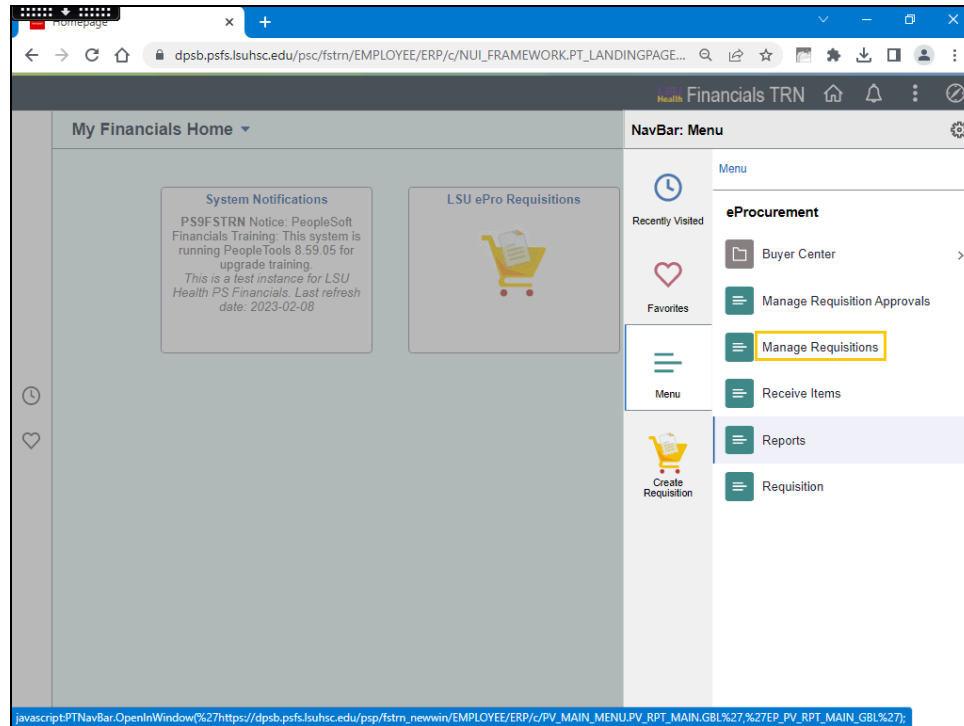 Homepage
dpsb.psfs.lsuhsc.edu/psc/fstrn/EMPLOYEE/ERP/c/NUI_FRAMEWORK.PT_LANDINGPAGE...
Health Financials TRN
My Financials Home
NavBar: Menu
System Notifications
PS9FSTRN Notice: PeopleSoft
Financials Training: This system is
running PeopleTools 8.59.05 for
upgrade training.
This is a test instance for LSU
Health PS Financials. Last refresh
date: 2023-02-08
LSU ePro Requisitions
Recently Visited
Favorites
Menu
Create
Requisition
Menu
eProcurement
Buyer Center
Manage Requisition Approvals
Manage Requisitions
Receive Items
Reports
Requisition
javascript:PTNavBar.OpenInWindow(%27https://dpsb.psfs.lsuhsc.edu/psp/fstrn_newwin/EMPLOYEE/ERP/c/PV_MAIN_MENU.PV_RPT_MAIN.GBL%27,%27EP_PV_RPT_MAIN_GBL%27);